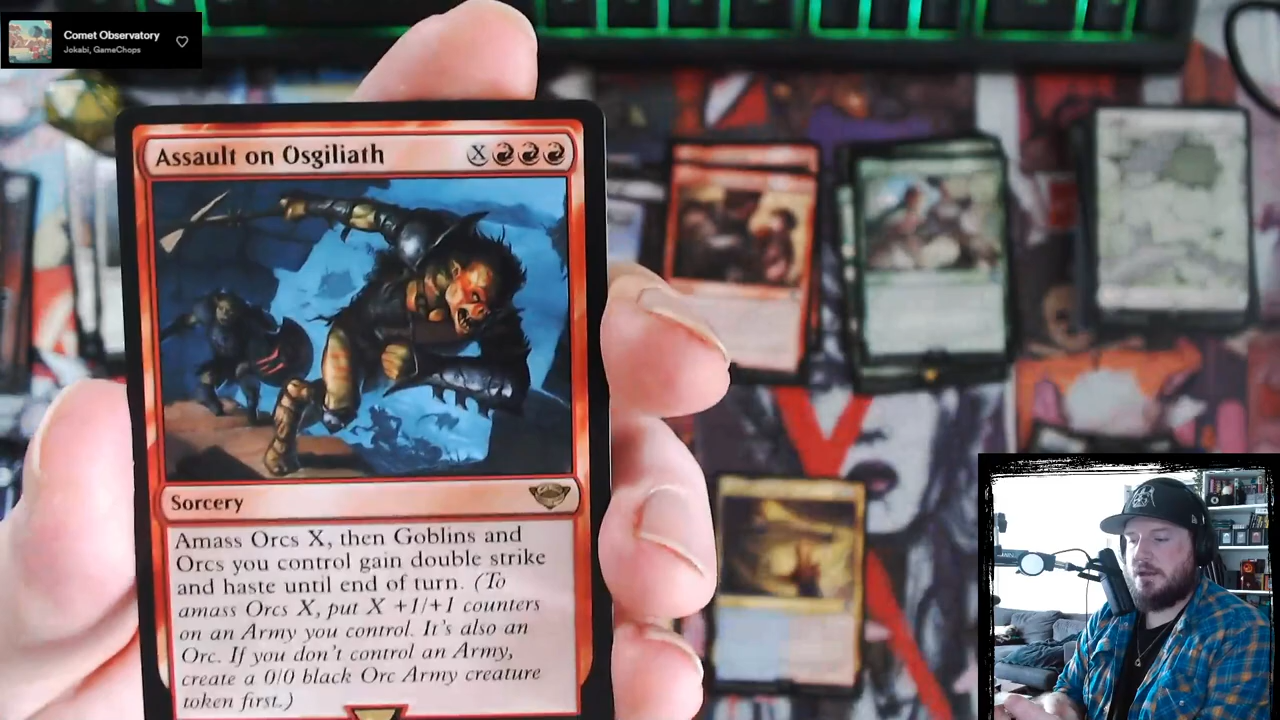 Comet Observatory
Jokabi, GameChops
Assault on Osgiliath
X
Sorcery
Amass Orcs X, then Goblins and
Orcs you control gain double strike
and haste until end of turn. (To
amass Orcs X, put X +1/+1 counters
on an Army you control. It's also an
Orc. If you don't control an Army,
create a 0/0 black Orc Army creature
token first.)